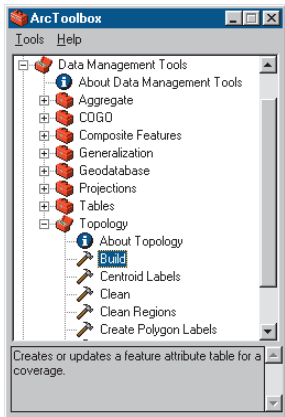 ArcToolbox
Tools Help
Data Management Tools
About Data Management Tools
Aggregate
COGO
Composite Features
Generalization
Geodatabase
Projections
Tables
Topology
About Topology
Build
Centroid Labels
Clean
Clean Regions
Create Polygon Labels
Creates or updates a feature attribute table for a
coverage.